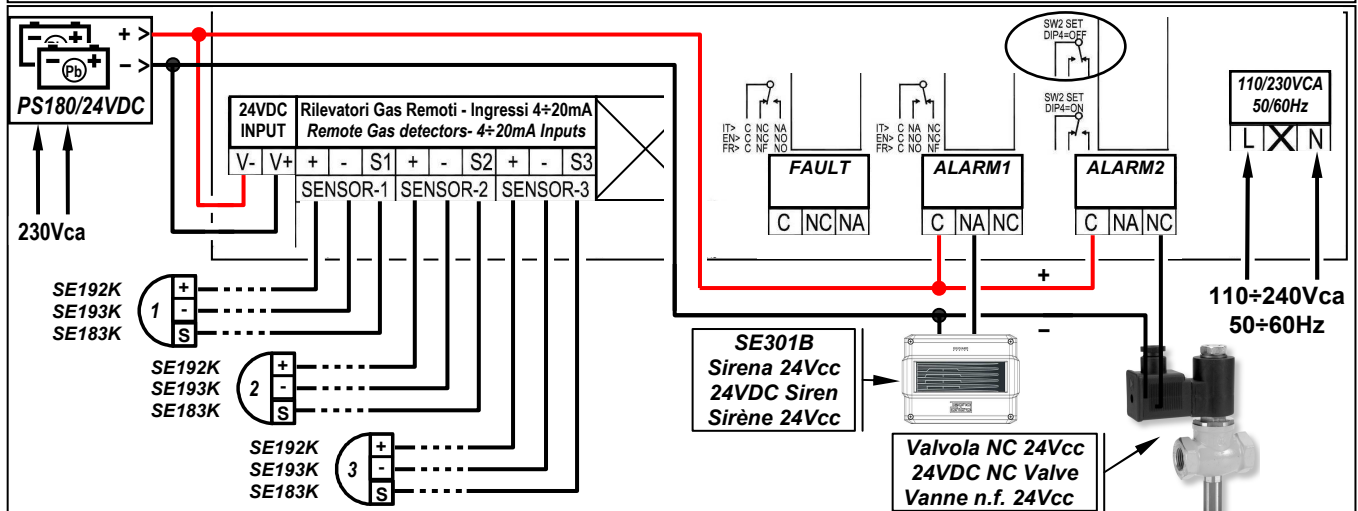 + >
- +
- Pb +
− >
PS180/24VDC
230Vca
24VDC INPUT
Rilevatori Gas Remoti - Ingressi 4÷20mA
Remote Gas detectors- 4÷20mA Inputs
V- V+ + - S1 + - S2 + - S3
SENSOR-1 SENSOR-2 SENSOR-3
SE192K
SE193K
SE183K
1
+
-
S
SE192K
SE193K
SE183K
2
+
-
S
SE192K
SE193K
SE183K
3
+
-
S
IT> C NC NA
EN> C NC NO
FR> C NF NO
FAULT
C NC NA
IT> C NA NC
EN> C NO NC
FR> C NO NF
ALARM1
C NA NC
SW2 SET
DIP4=OFF
SW2 SET
DIP4=ON
ALARM2
C NA NC
110/230VCA
50/60Hz
L X N
110÷240Vca
50÷60Hz
+
−
SE301B
Sirena 24Vcc
24VDC Siren
Sirène 24Vcc
Valvola NC 24Vcc
24VDC NC Valve
Vanne n.f. 24Vcc